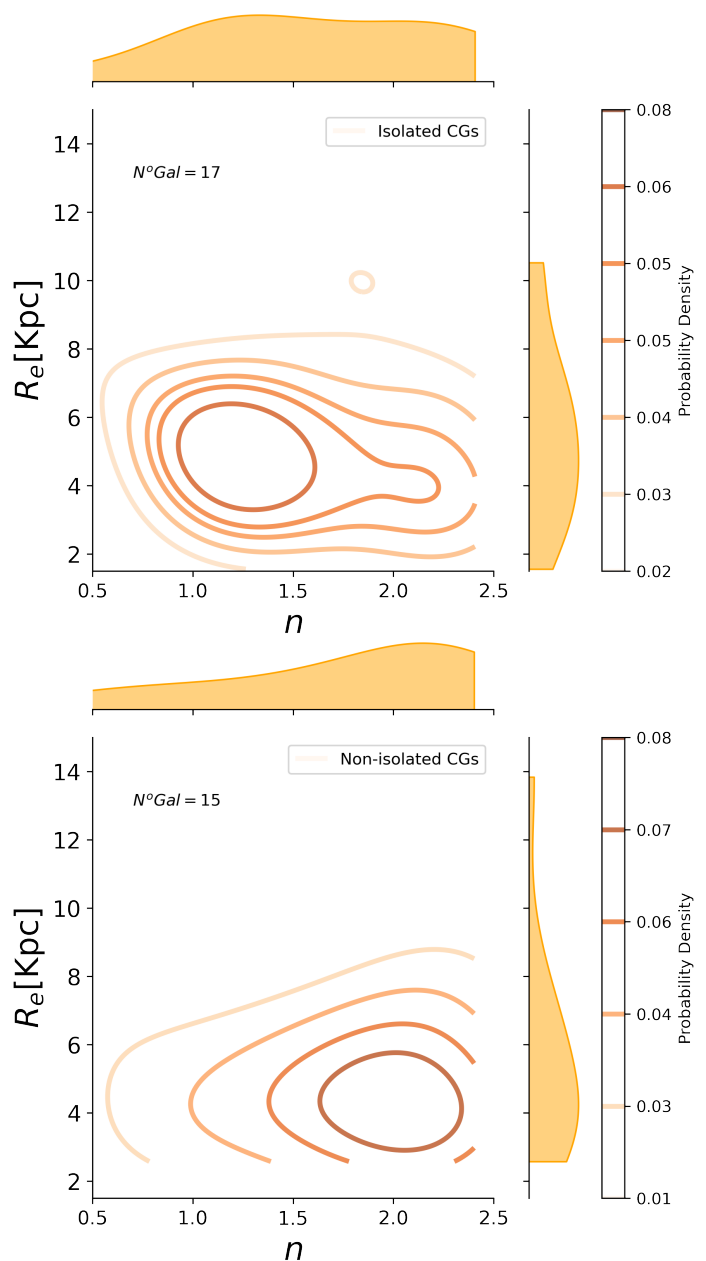 Isolated CGs
N°Gal = 17
14
12
10
8
6
4
2
R_e[Kpc]
0.5 1.0 1.5 2.0 2.5
n
0.08
0.06
0.05
0.05
0.04
0.03
0.02
Probability Density
Non-isolated CGs
N°Gal = 15
14
12
10
8
6
4
2
R_e[Kpc]
0.5 1.0 1.5 2.0 2.5
n
0.08
0.07
0.06
0.04
0.03
0.01
Probability Density